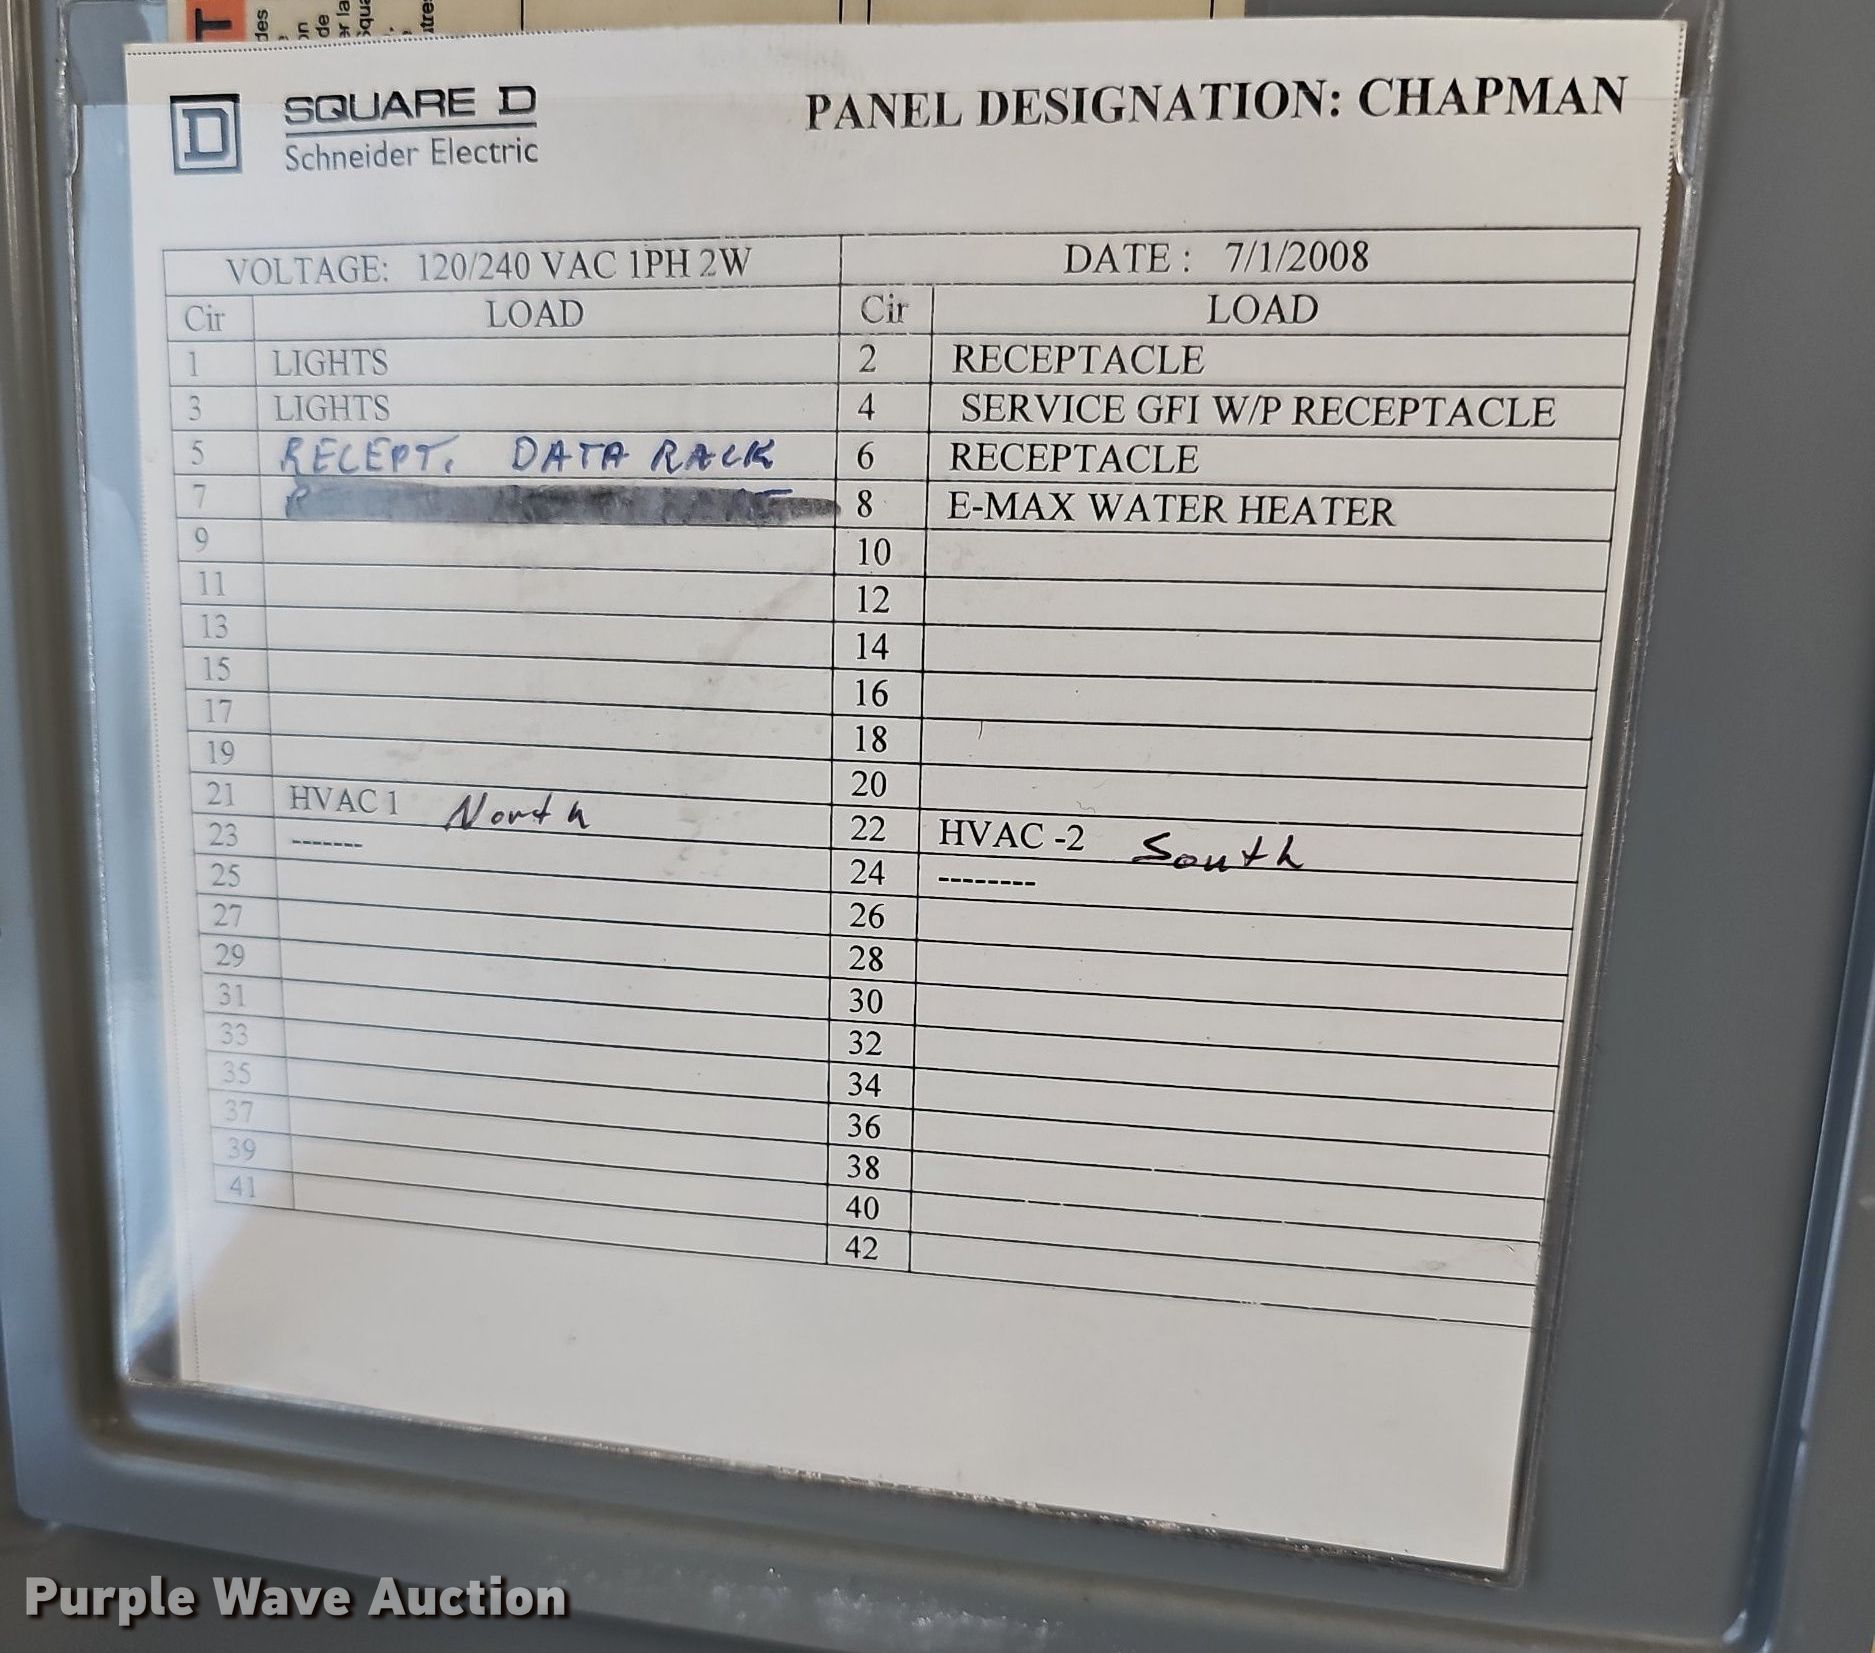 SQUARE D
Schneider Electric
PANEL DESIGNATION: CHAPMAN
VOLTAGE: 120/240 VAC 1PH 2W DATE : 7/1/2008
Cir LOAD Cir LOAD
1 LIGHTS 2 RECEPTACLE
3 LIGHTS 4 SERVICE GFI W/P RECEPTACLE
5 RECEPT. DATA RACK 6 RECEPTACLE
7 8 E-MAX WATER HEATER
9 10
11 12
13 14
15 16
17 18
19 20
21 HVAC 1 North 22 HVAC -2 South
23 ------- 24 --------
25 26
27 28
29 30
31 32
33 34
35 36
37 38
39 40
41 42
Purple Wave Auction